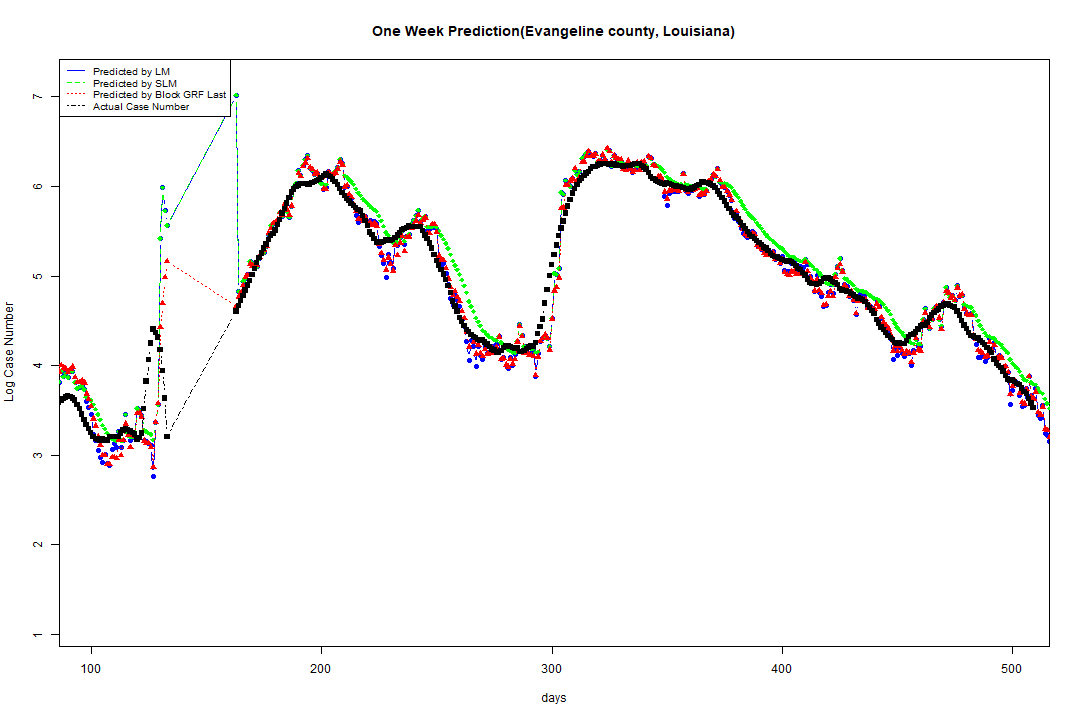 One Week Prediction(Evangeline county, Louisiana)
Predicted by LM
Predicted by SLM
Predicted by Block GRF Last
Actual Case Number
Log Case Number
7
6
5
4
3
2
1
100 200 300 400 500
days